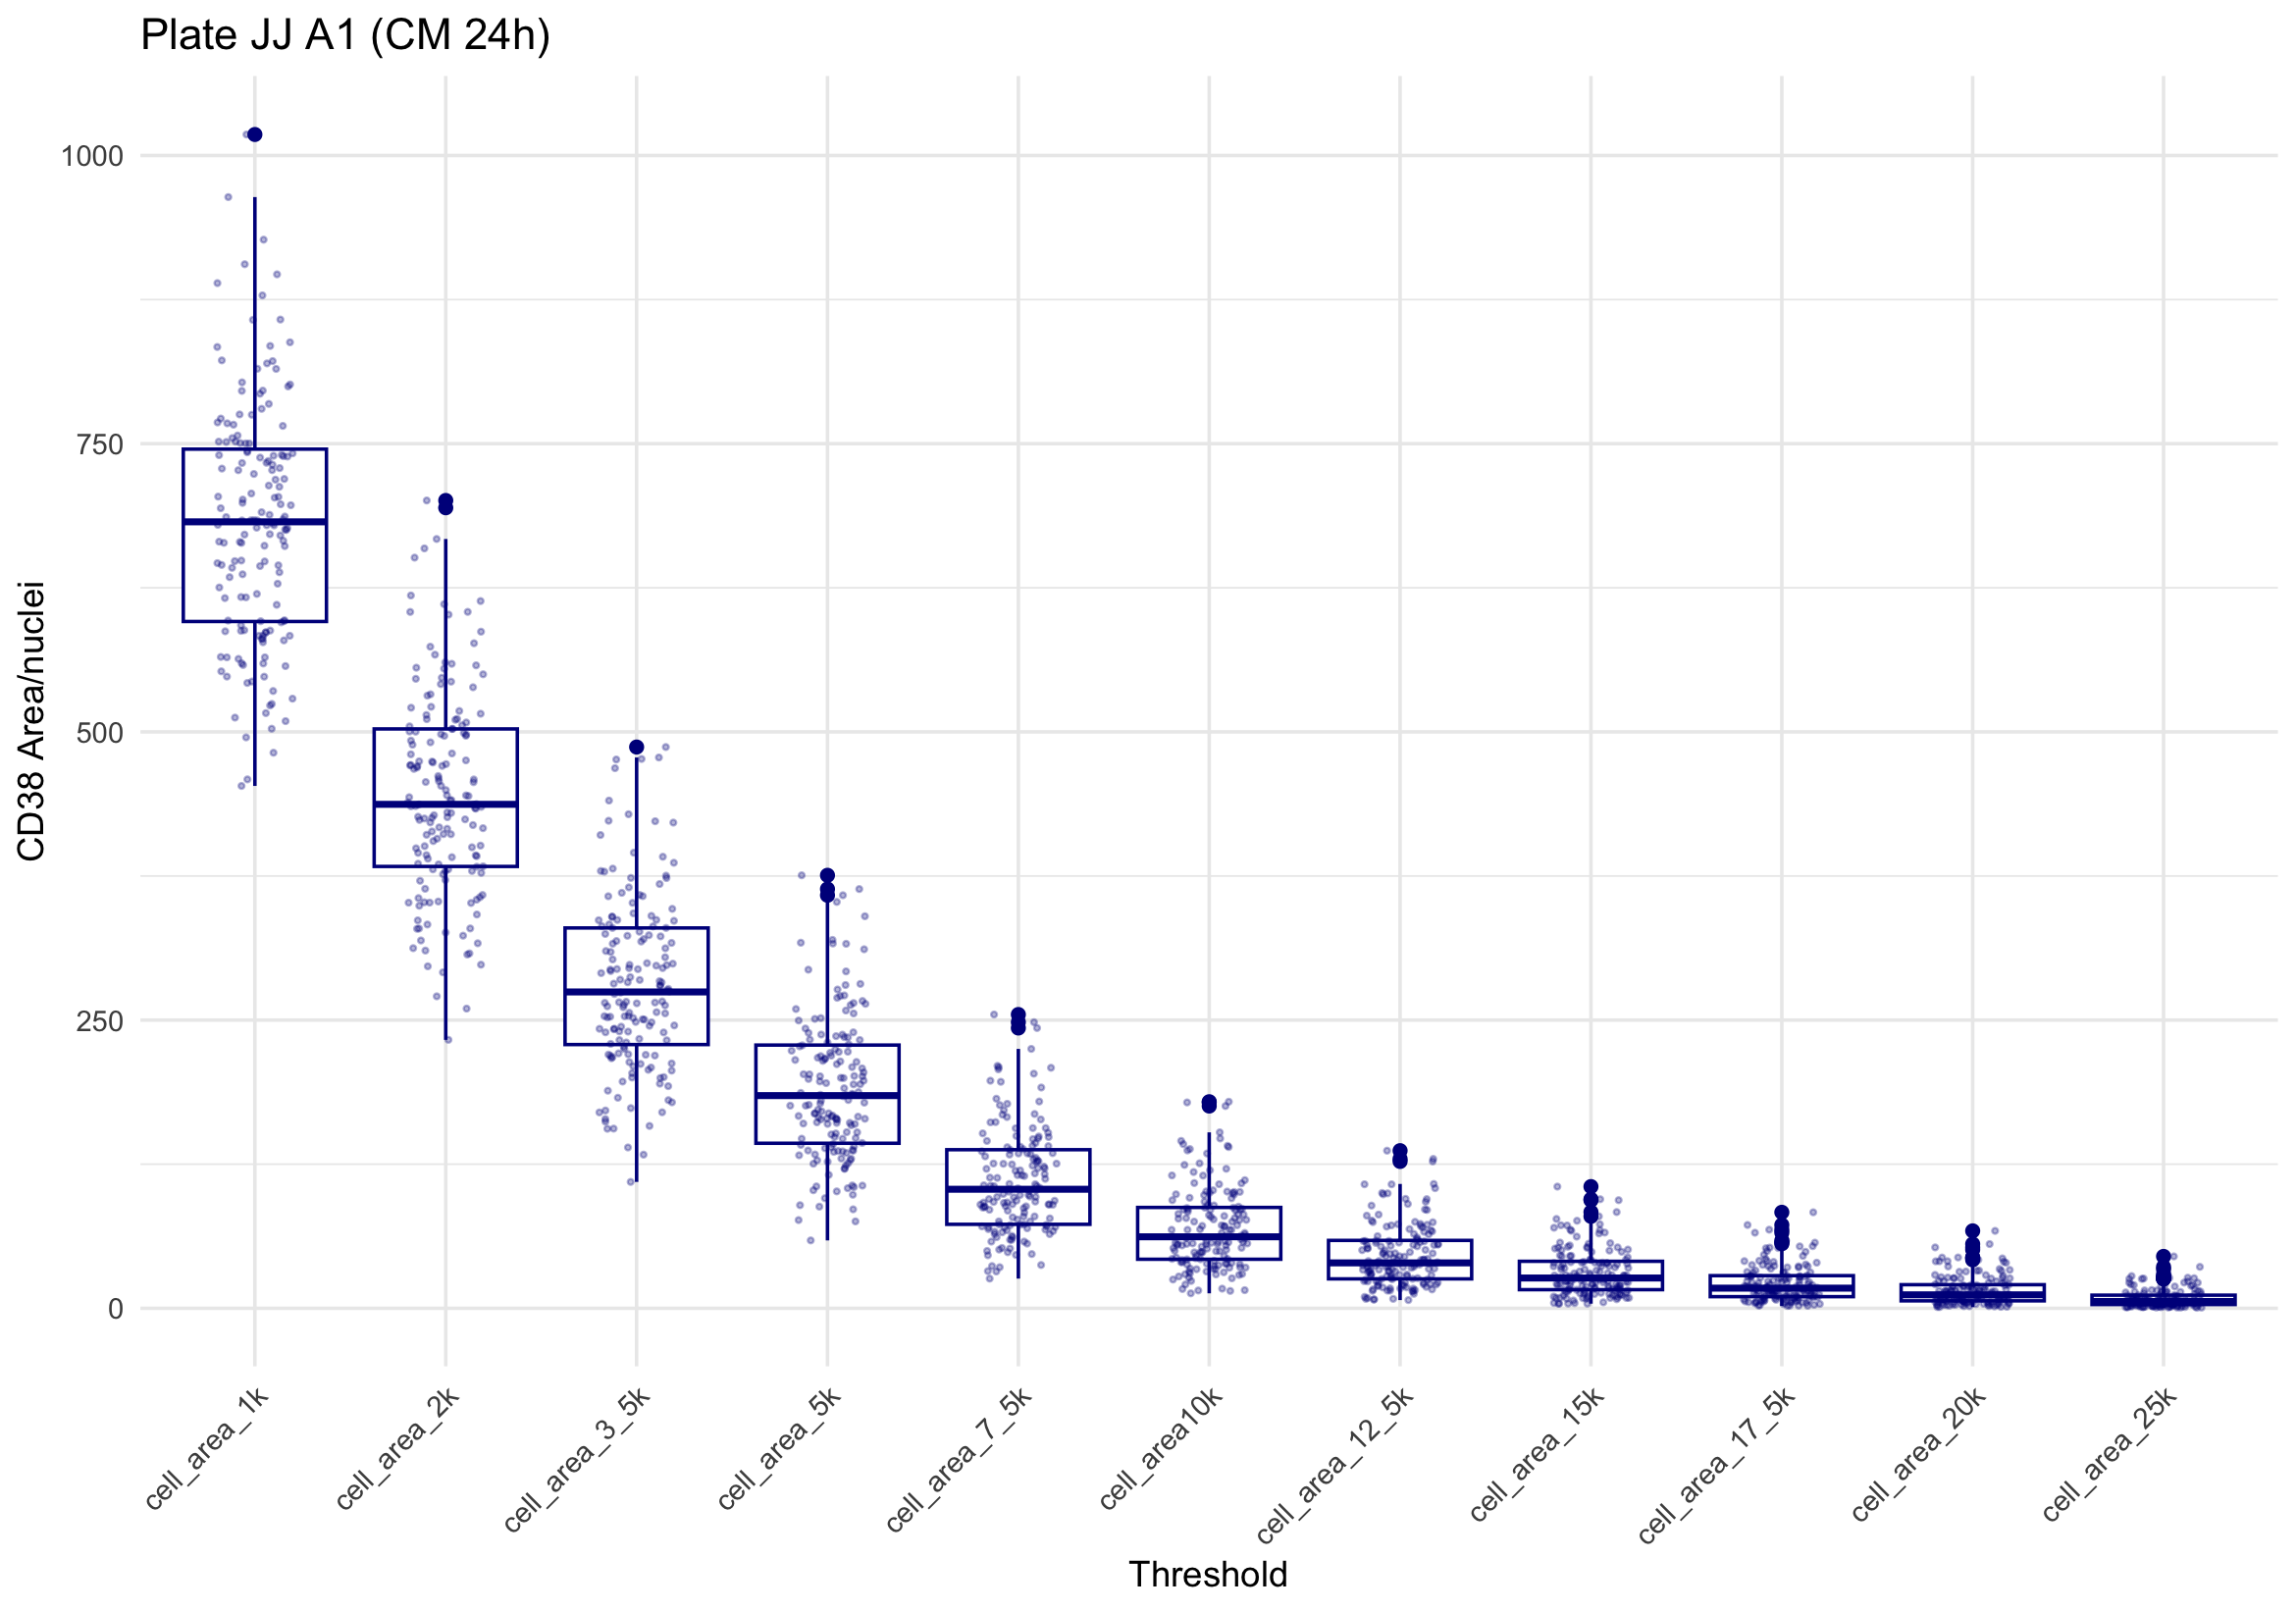 Plate JJ A1 (CM 24h)
CD38 Area/nuclei
1000
750
500
250
0
cell_area_1k
cell_area_2k
cell_area_3_5k
cell_area_5k
cell_area_7_5k
cell_area10k
cell_area_12_5k
cell_area_15k
cell_area_17_5k
cell_area_20k
cell_area_25k
Threshold